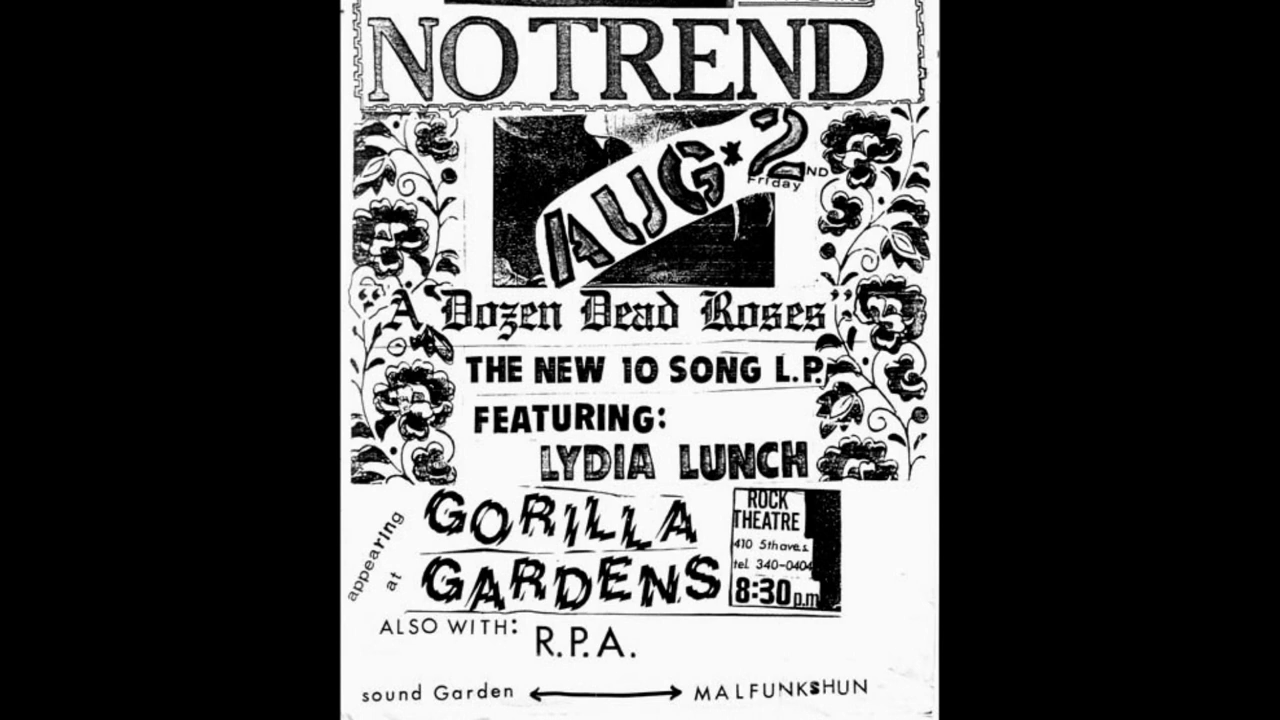 NO TREND
AUG * 2ND
Friday
A "Dozen Dead Roses"
THE NEW 10 SONG L.P.
FEATURING:
LYDIA LUNCH
appearing at
GORILLA
GARDENS
ROCK
THEATRE
410 5th ave s.
tel. 340-0404
8:30 p.m
ALSO WITH: R.P.A.
sound Garden ⟷ MALFUNKSHUN